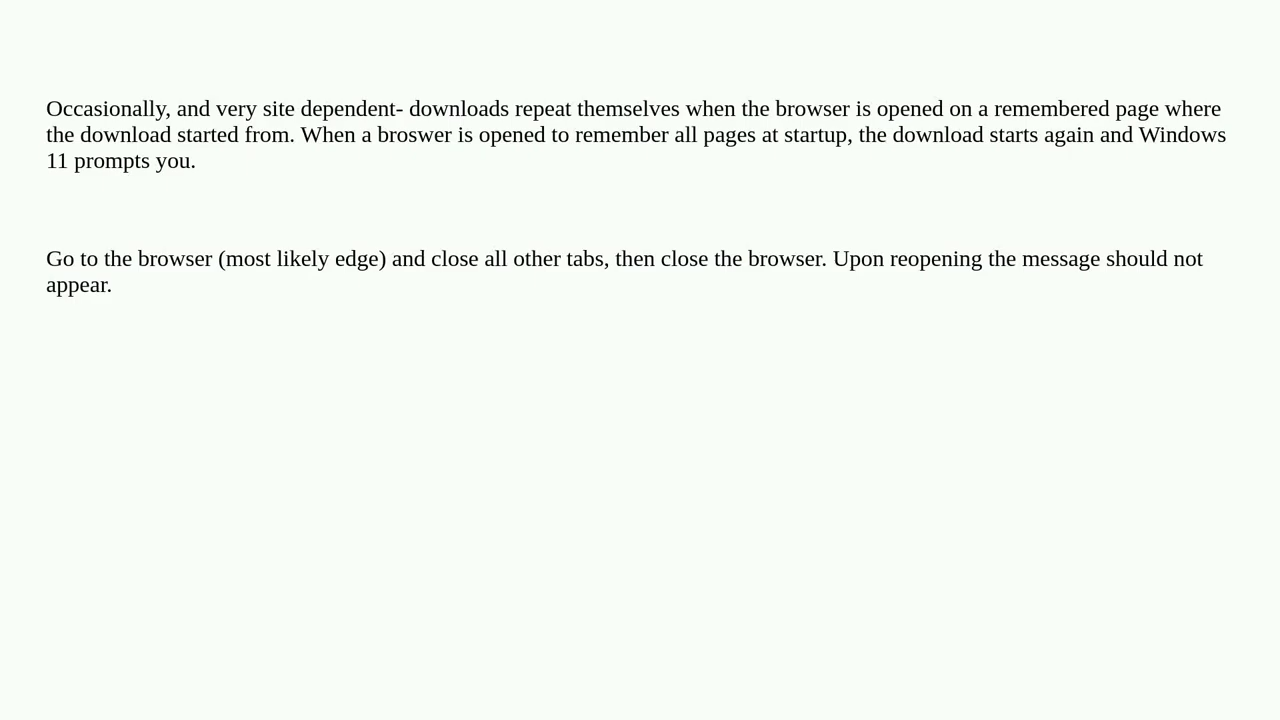 Occasionally, and very site dependent- downloads repeat themselves when the browser is opened on a remembered page where
the download started from. When a broswer is opened to remember all pages at startup, the download starts again and Windows
11 prompts you.
Go to the browser (most likely edge) and close all other tabs, then close the browser. Upon reopening the message should not
appear.